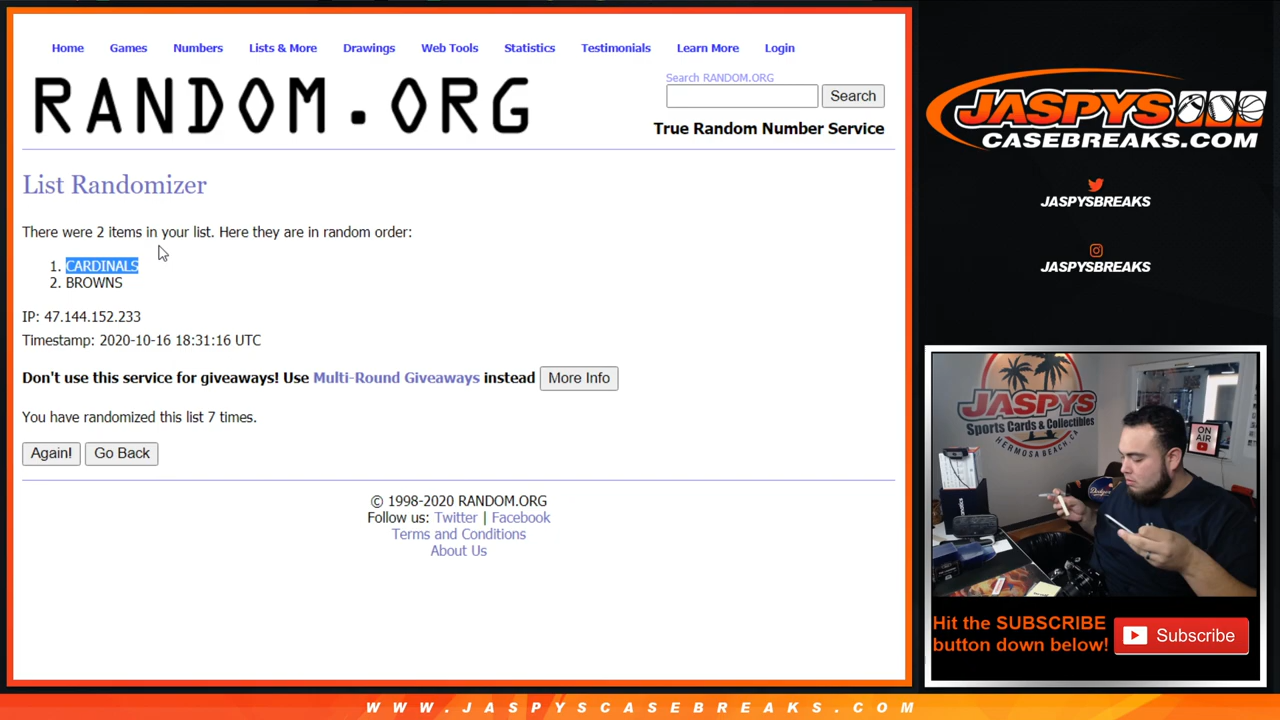 Home Games Numbers Lists & More Drawings Web Tools Statistics Testimonials Learn More Login
RANDOM.ORG
Search RANDOM.ORG
Search
True Random Number Service
List Randomizer
There were 2 items in your list. Here they are in random order:
1. CARDINALS
2. BROWNS
IP: 47.144.152.233
Timestamp: 2020-10-16 18:31:16 UTC
Don't use this service for giveaways! Use Multi-Round Giveaways instead More Info
You have randomized this list 7 times.
Again! Go Back
© 1998-2020 RANDOM.ORG
Follow us: Twitter | Facebook
Terms and Conditions
About Us
JASPYS
CASEBREAKS.COM
JASPYSBREAKS
JASPYSBREAKS
JASPYS
Sports Cards & Collectibles
HERMOSA BEACH, CA
ON
AIR
Dodgers
Hit the SUBSCRIBE
button down below!
Subscribe
WWW.JASPYSCASEBREAKS.COM